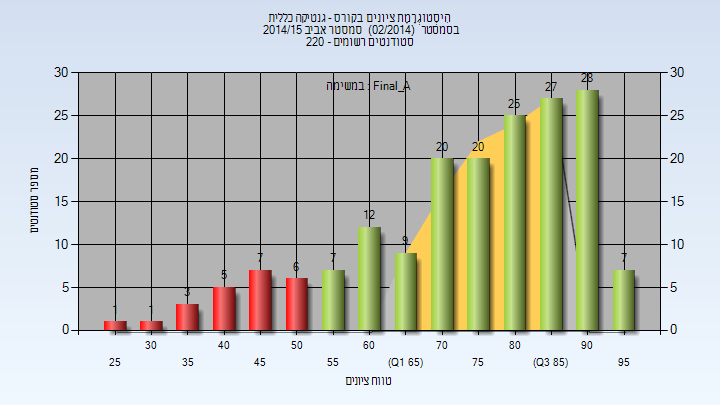 היסטוגרמת ציונים בקורס - גנטיקה כללית
בסמסטר (02/2014) סמסטר אביב 2014/15
סטודנטים רשומים - 220
במשימה : Final_A
מספר סטודנטים
30 25 20 15 10 5 0
1 1 3 5 7 6 7 12 9 20 20 25 27 28 7
30 25 20 15 10 5 0
30 40 50 60 70 80 90
25 35 45 55 (Q1 65) 75 (Q3 85) 95
טווח ציונים